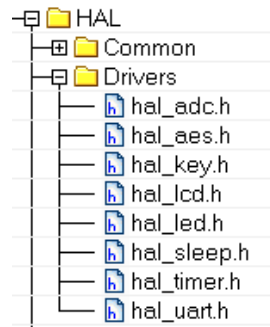 HAL
Common
Drivers
hal_adc.h
hal_aes.h
hal_key.h
hal_lcd.h
hal_led.h
hal_sleep.h
hal_timer.h
hal_uart.h